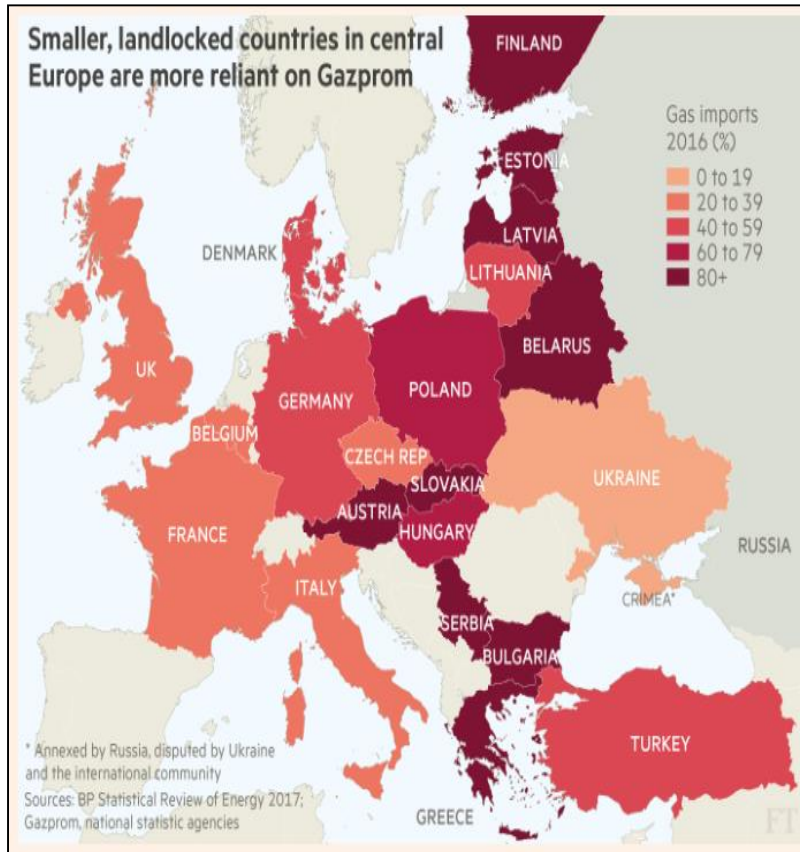 Smaller, landlocked countries in central
Europe are more reliant on Gazprom
FINLAND
Gas imports
2016 (%)
0 to 19
20 to 39
40 to 59
60 to 79
80+
ESTONIA
LATVIA
DENMARK
LITHUANIA
BELARUS
UK
POLAND
GERMANY
BELGIUM
CZECH REP
SLOVAKIA
UKRAINE
AUSTRIA
FRANCE
HUNGARY
RUSSIA
ITALY
CRIMEA*
SERBIA
BULGARIA
TURKEY
* Annexed by Russia, disputed by Ukraine
and the international community
Sources: BP Statistical Review of Energy 2017;
Gazprom, national statistic agencies
GREECE
FT